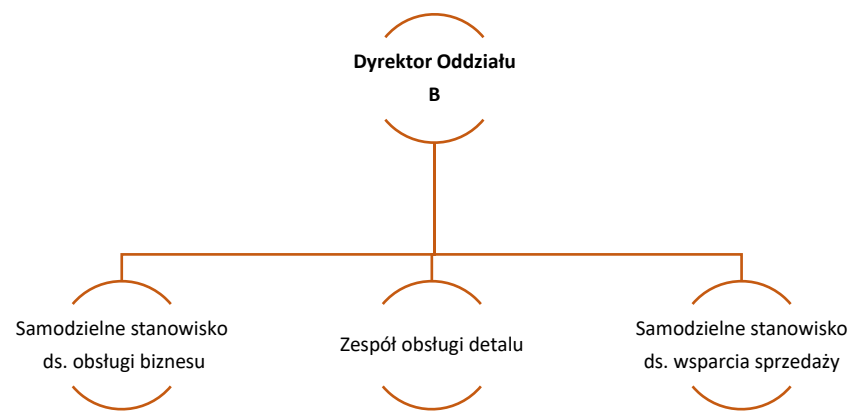 Dyrektor Oddziału
B
Samodzielne stanowisko
ds. obsługi biznesu
Zespół obsługi detalu
Samodzielne stanowisko
ds. wsparcia sprzedaży